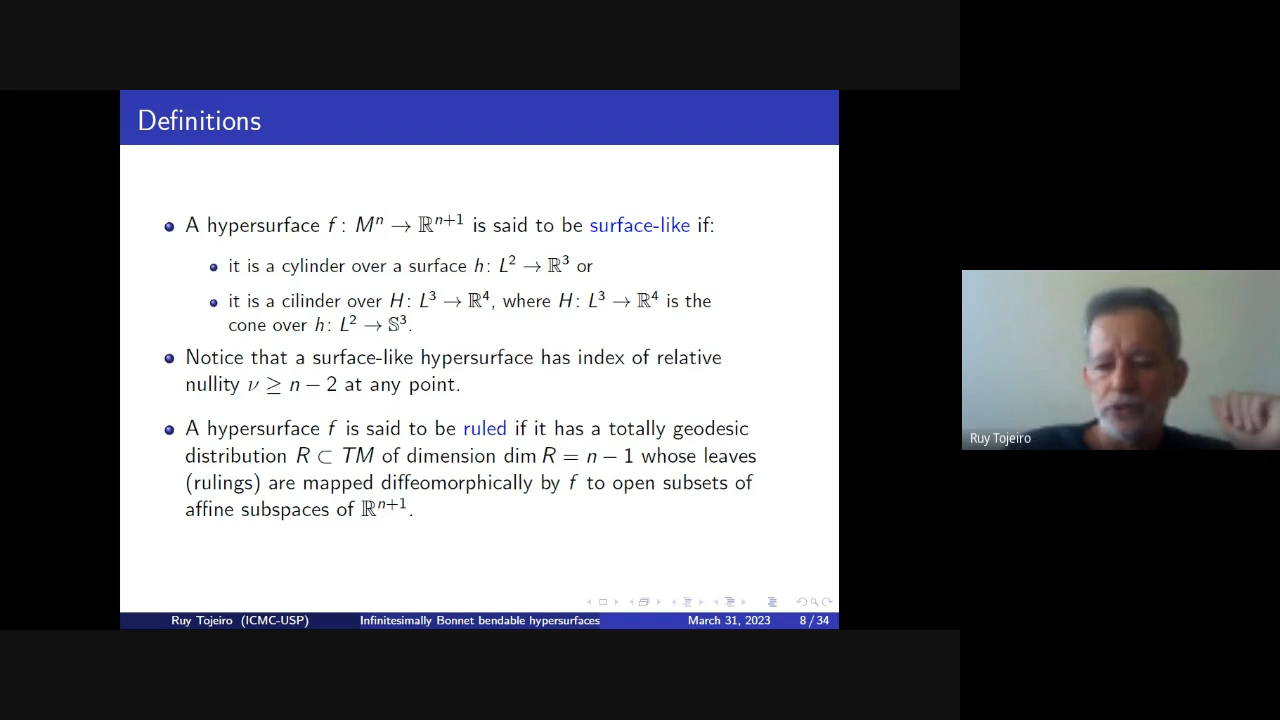 Definitions
A hypersurface f : Mⁿ → ℝⁿ⁺¹ is said to be surface-like if:
it is a cylinder over a surface h : L² → ℝ³ or
it is a cilinder over H : L³ → ℝ⁴, where H : L³ → ℝ⁴ is the
cone over h : L² → 𝕊³.
Notice that a surface-like hypersurface has index of relative
nullity ν ≥ n − 2 at any point.
A hypersurface f is said to be ruled if it has a totally geodesic
distribution R ⊂ TM of dimension dim R = n − 1 whose leaves
(rulings) are mapped diffeomorphically by f to open subsets of
affine subspaces of ℝⁿ⁺¹.
Ruy Tojeiro
Ruy Tojeiro (ICMC-USP) Infinitesimally Bonnet bendable hypersurfaces March 31, 2023 8 / 34